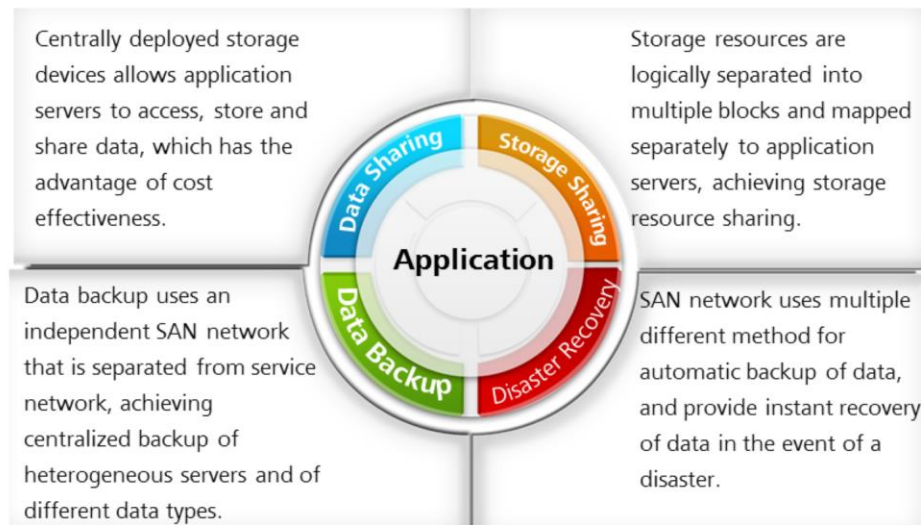 Centrally deployed storage
devices allows application
servers to access, store and
share data, which has the
advantage of cost
effectiveness.
Storage resources are
logically separated into
multiple blocks and mapped
separately to application
servers, achieving storage
resource sharing.
Data Sharing
Storage Sharing
Application
Data Backup
Disaster Recovery
Data backup uses an
independent SAN network
that is separated from service
network, achieving
centralized backup of
heterogeneous servers and of
different data types.
SAN network uses multiple
different method for
automatic backup of data,
and provide instant recovery
of data in the event of a
disaster.